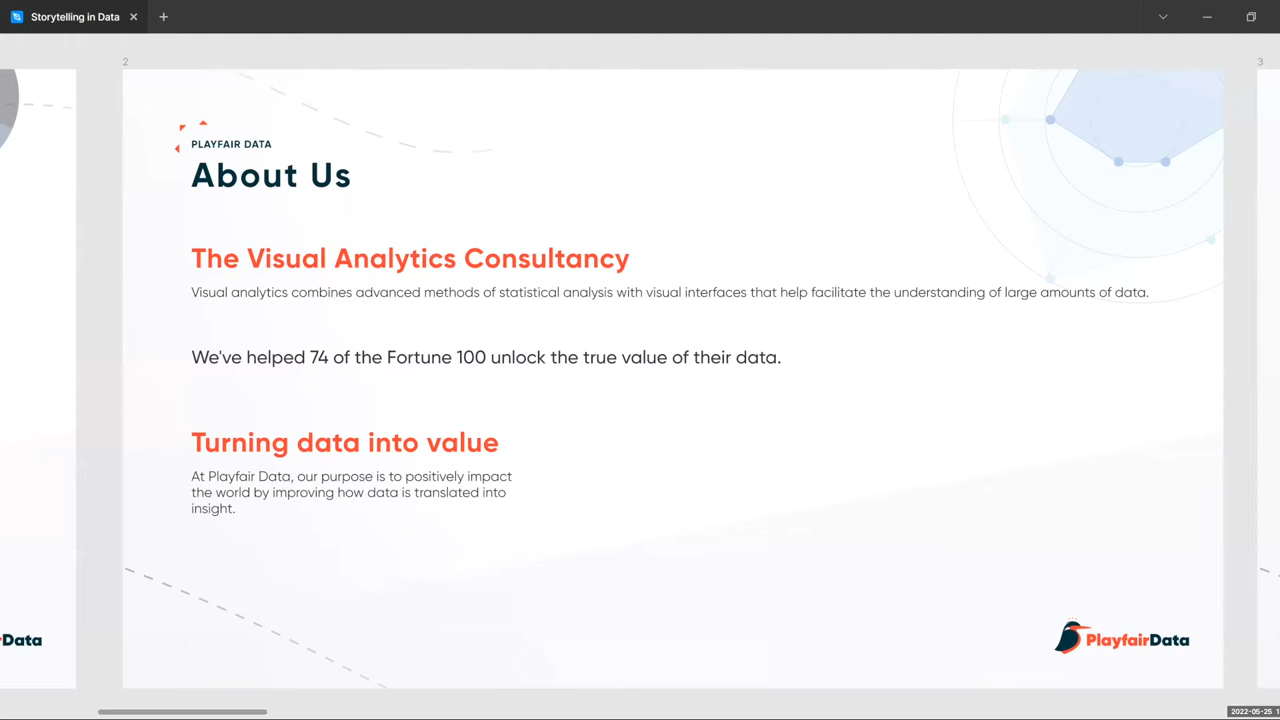 Storytelling in Data
2
3
PLAYFAIR DATA
About Us
The Visual Analytics Consultancy
Visual analytics combines advanced methods of statistical analysis with visual interfaces that help facilitate the understanding of large amounts of data.
We've helped 74 of the Fortune 100 unlock the true value of their data.
Turning data into value
At Playfair Data, our purpose is to positively impact
the world by improving how data is translated into
insight.
Data
PlayfairData
2022-05-25 1